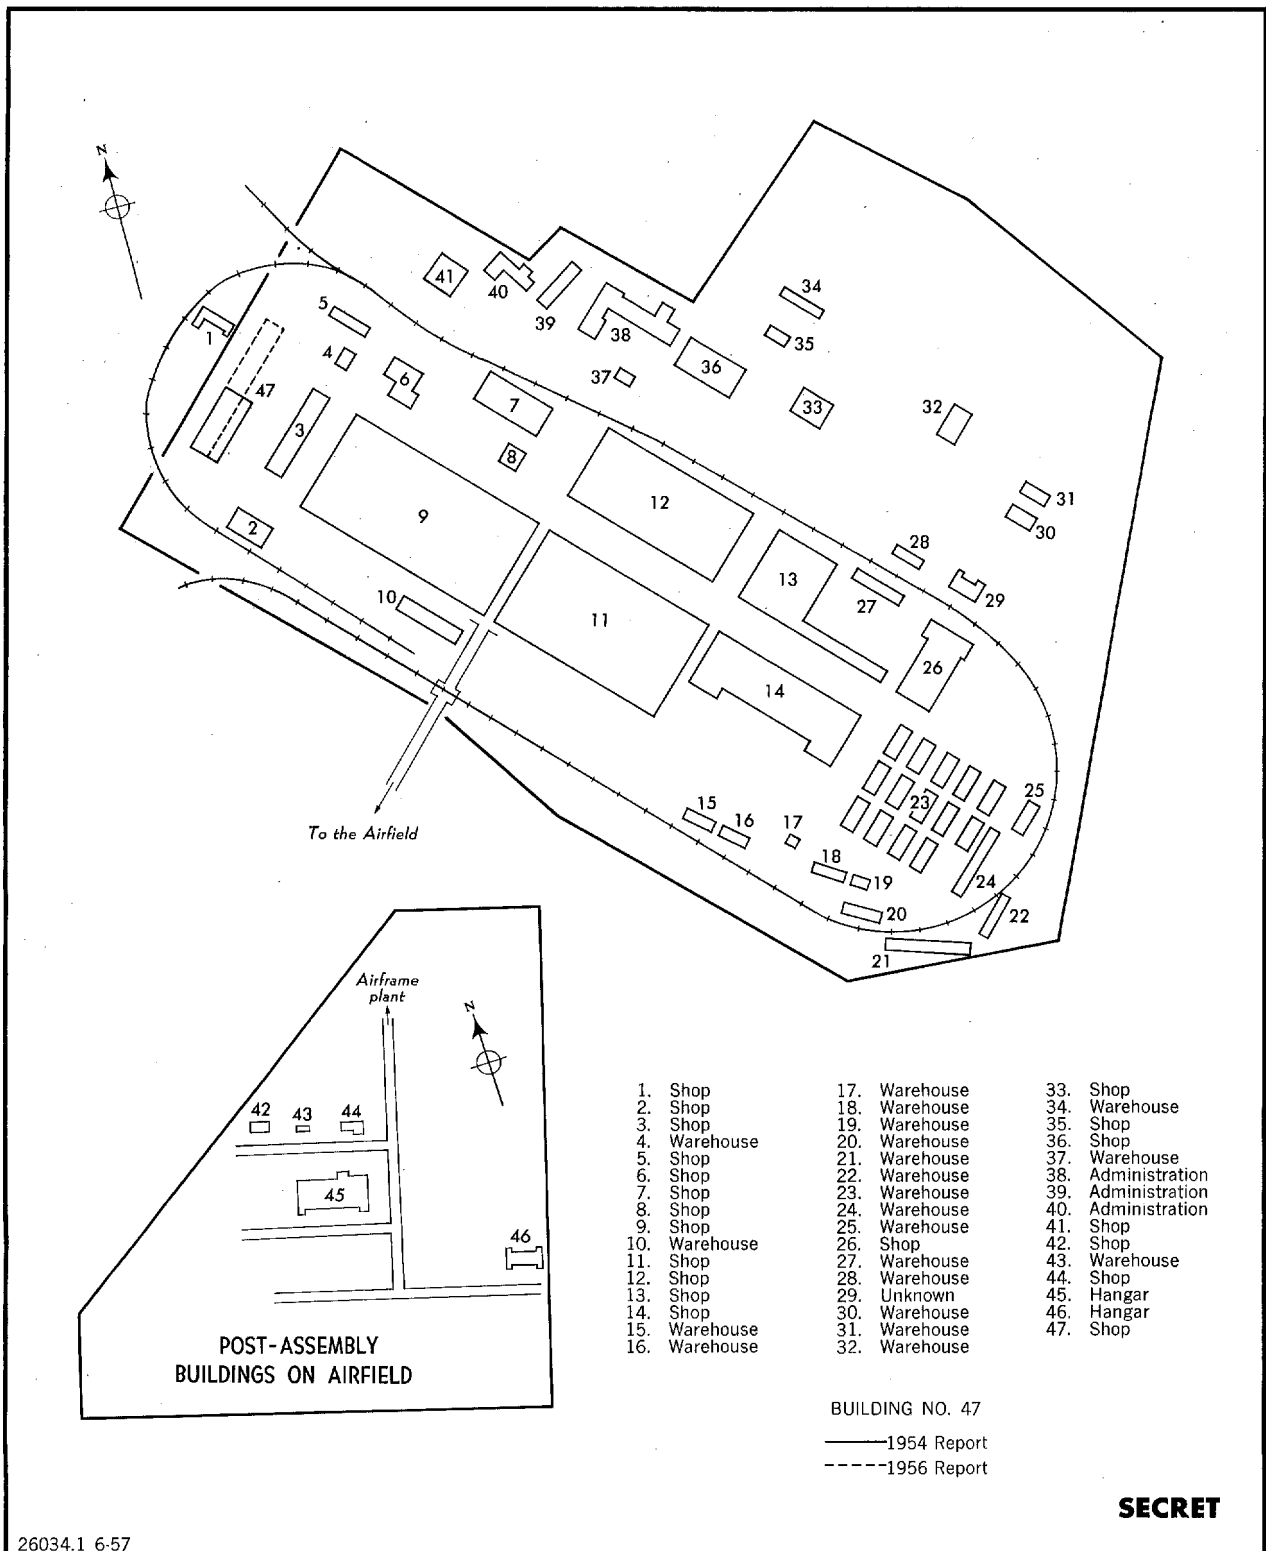 N
41
40
39
38
34
35
5
1
4
6
37
36
33
32
47
3
7
8
12
31
30
9
28
2
13
27
29
10
11
26
14
23
25
15
16
17
18
19
24
20
22
21
To the Airfield
Airframe
plant
N
42
43
44
45
46
POST-ASSEMBLY
BUILDINGS ON AIRFIELD
1. Shop
2. Shop
3. Shop
4. Warehouse
5. Shop
6. Shop
7. Shop
8. Shop
9. Shop
10. Warehouse
11. Shop
12. Shop
13. Shop
14. Shop
15. Warehouse
16. Warehouse
17. Warehouse
18. Warehouse
19. Warehouse
20. Warehouse
21. Warehouse
22. Warehouse
23. Warehouse
24. Warehouse
25. Warehouse
26. Shop
27. Warehouse
28. Warehouse
29. Unknown
30. Warehouse
31. Warehouse
32. Warehouse
33. Shop
34. Warehouse
35. Shop
36. Shop
37. Warehouse
38. Administration
39. Administration
40. Administration
41. Shop
42. Shop
43. Warehouse
44. Shop
45. Hangar
46. Hangar
47. Shop
BUILDING NO. 47
1954 Report
1956 Report
SECRET
26034.1 6-57